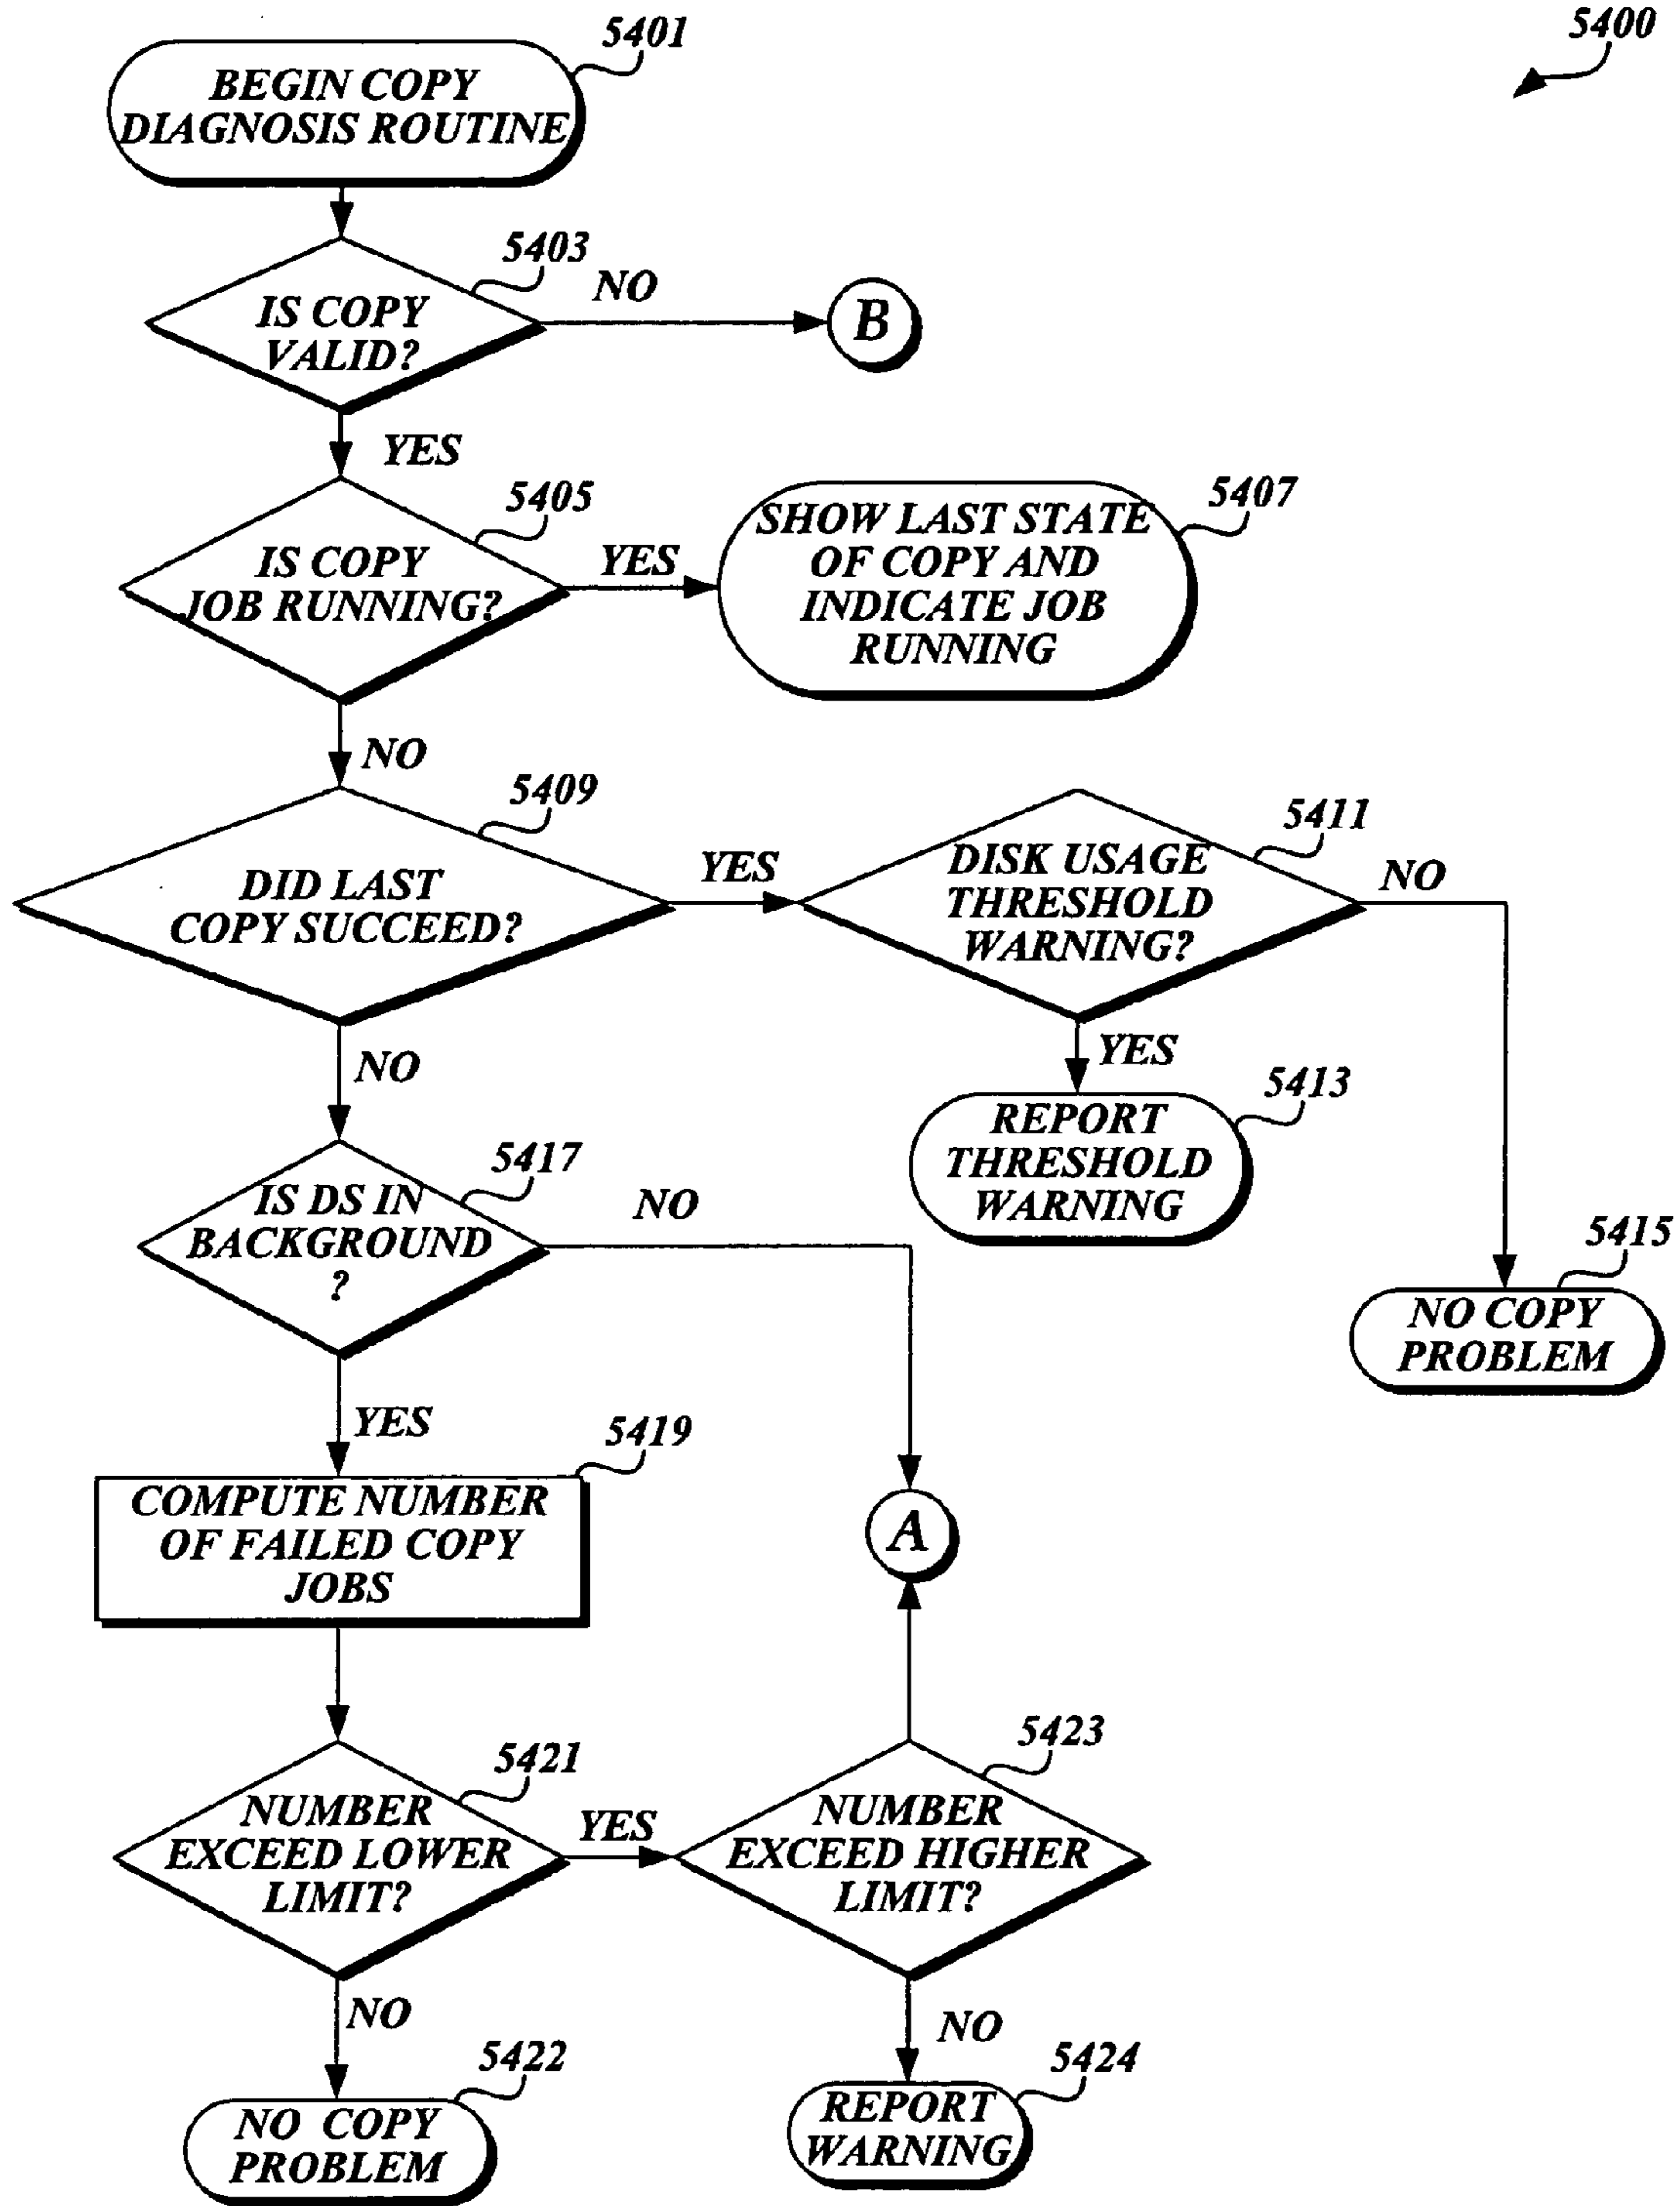 5400
5401
BEGIN COPY
DIAGNOSIS ROUTINE
5403
IS COPY
VALID?
NO
B
YES
5405
IS COPY
JOB RUNNING?
YES
5407
SHOW LAST STATE
OF COPY AND
INDICATE JOB
RUNNING
NO
5409
DID LAST
COPY SUCCEED?
YES
5411
DISK USAGE
THRESHOLD
WARNING?
NO
YES
5413
REPORT
THRESHOLD
WARNING
5415
NO COPY
PROBLEM
NO
5417
IS DS IN
BACKGROUND
?
NO
YES
5419
COMPUTE NUMBER
OF FAILED COPY
JOBS
A
5421
NUMBER
EXCEED LOWER
LIMIT?
YES
5423
NUMBER
EXCEED HIGHER
LIMIT?
NO
5422
NO COPY
PROBLEM
NO
5424
REPORT
WARNING